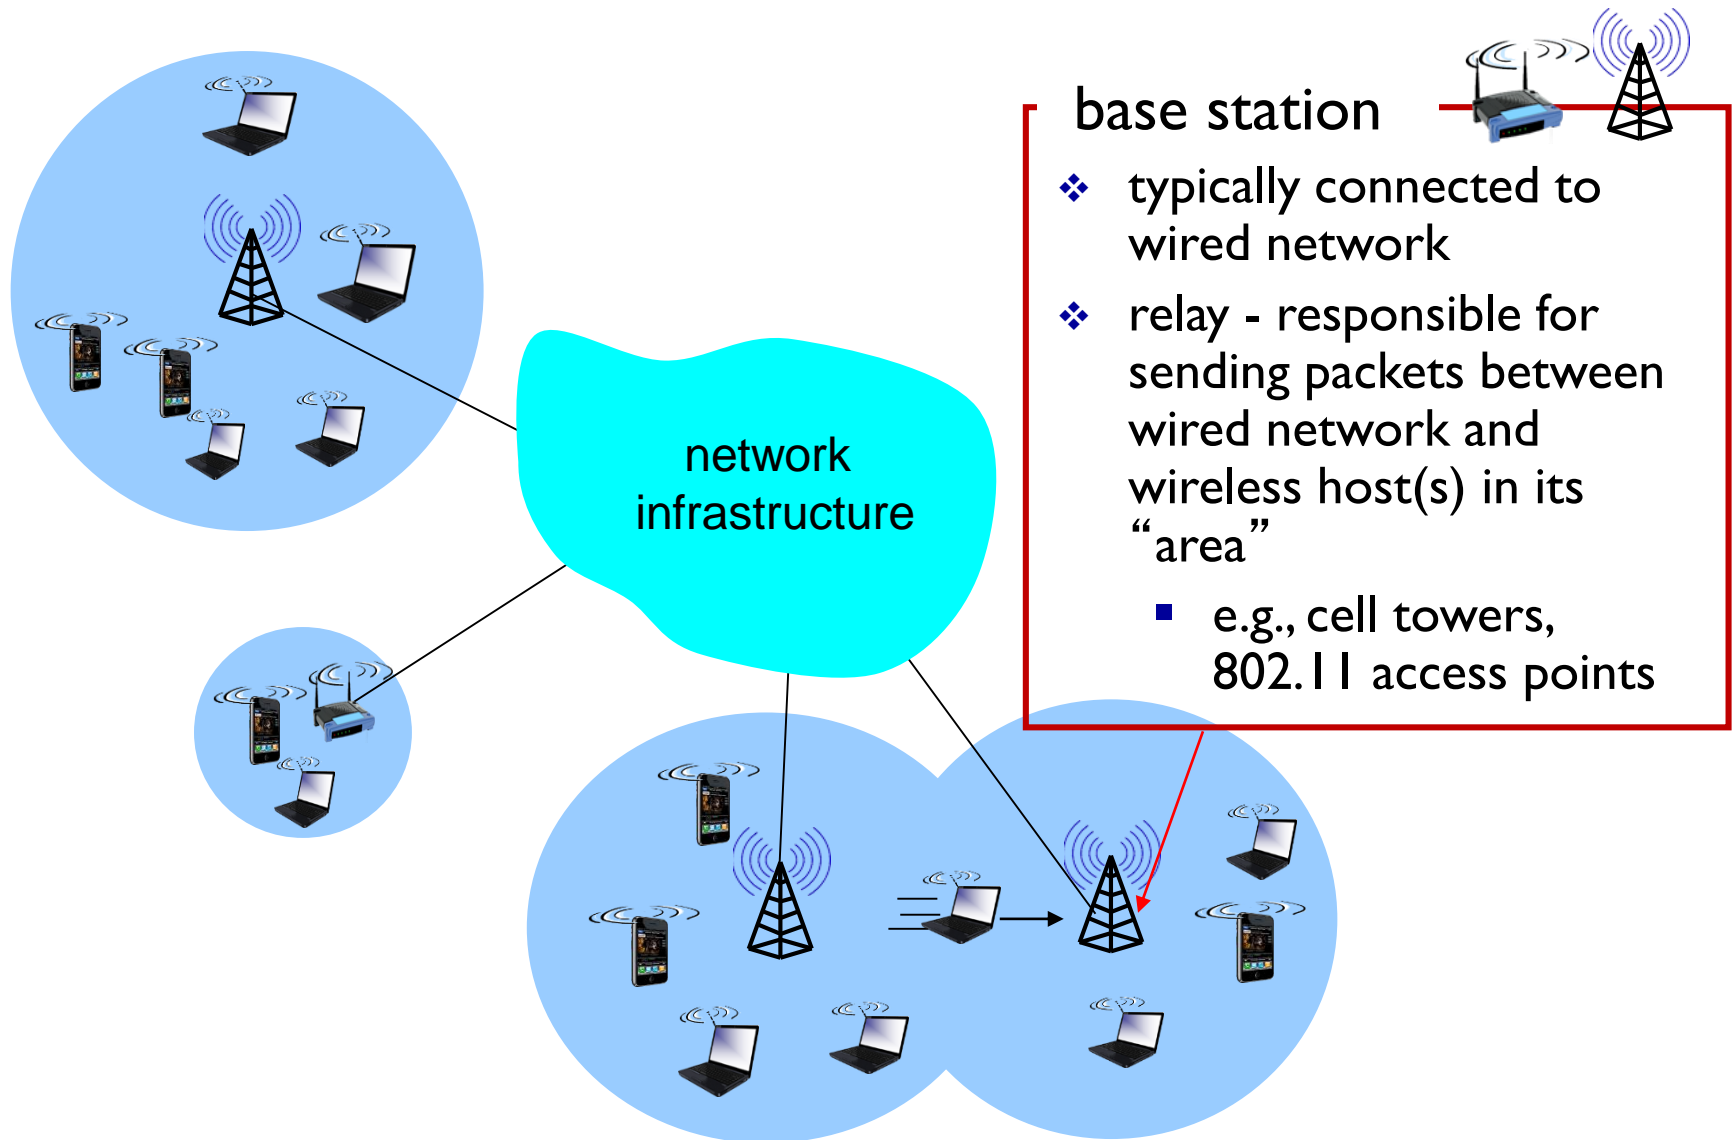 base station
❖ typically connected to
wired network
❖ relay - responsible for
sending packets between
wired network and
wireless host(s) in its
“area”
▪ e.g., cell towers,
802.11 access points
network
infrastructure